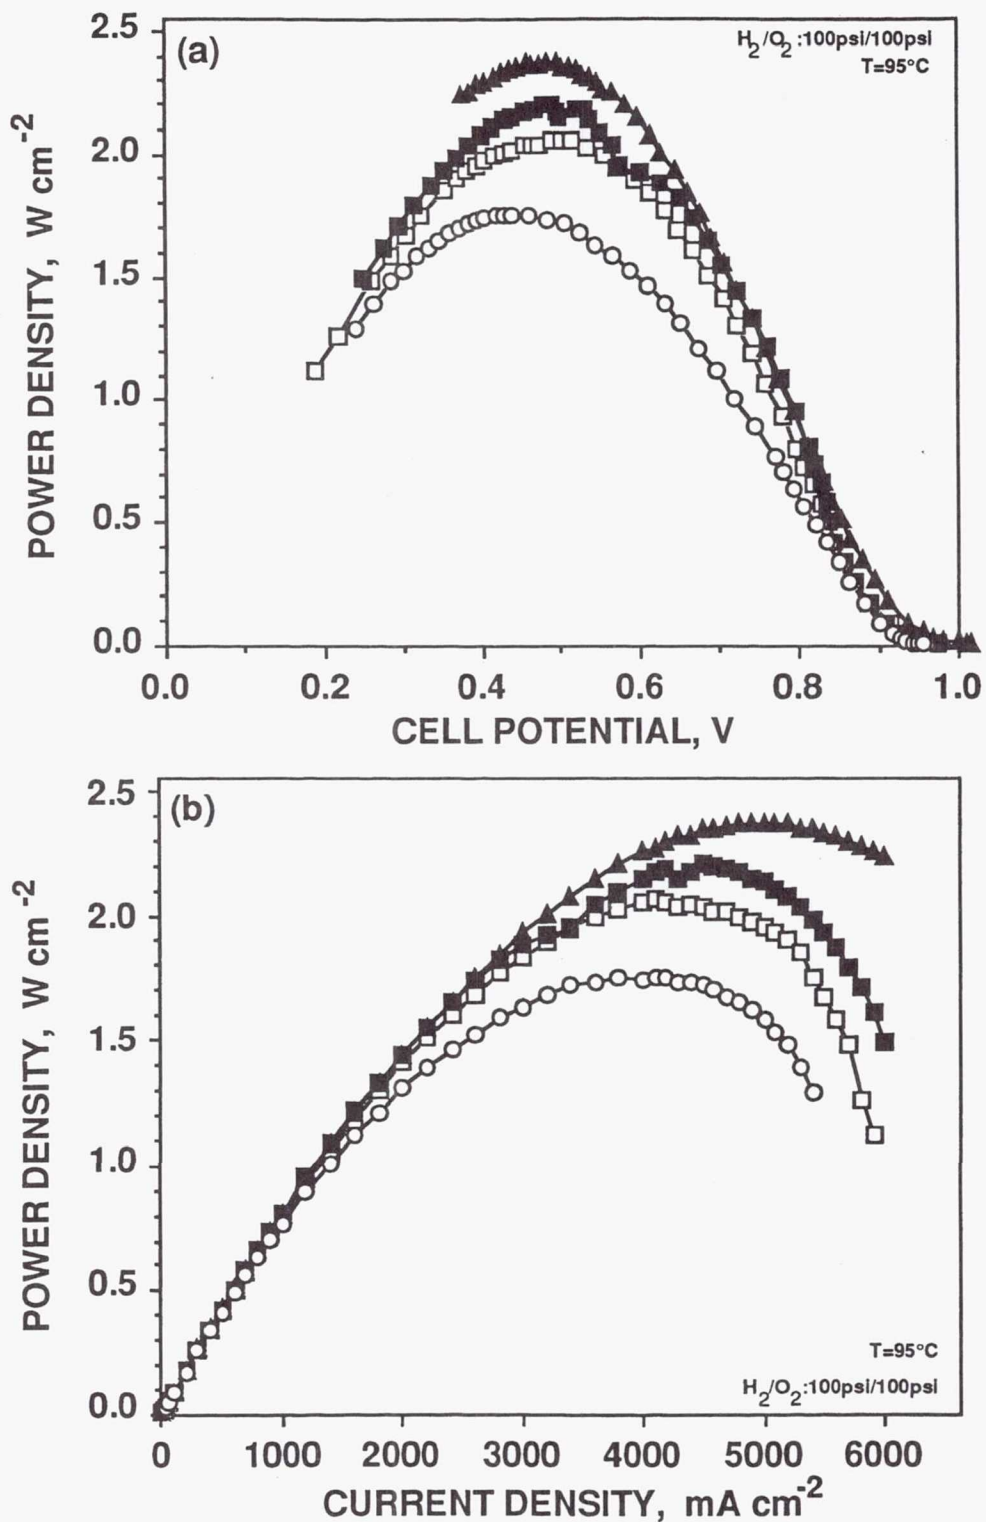 (a)
H2/O2 :100psi/100psi
T=95°C
2.5
2.0
1.5
1.0
0.5
0.0
POWER DENSITY, W cm-2
0.0 0.2 0.4 0.6 0.8 1.0
CELL POTENTIAL, V
(b)
2.5
2.0
1.5
1.0
0.5
0.0
POWER DENSITY, W cm-2
T=95°C
H2/O2:100psi/100psi
0 1000 2000 3000 4000 5000 6000
CURRENT DENSITY, mA cm-2